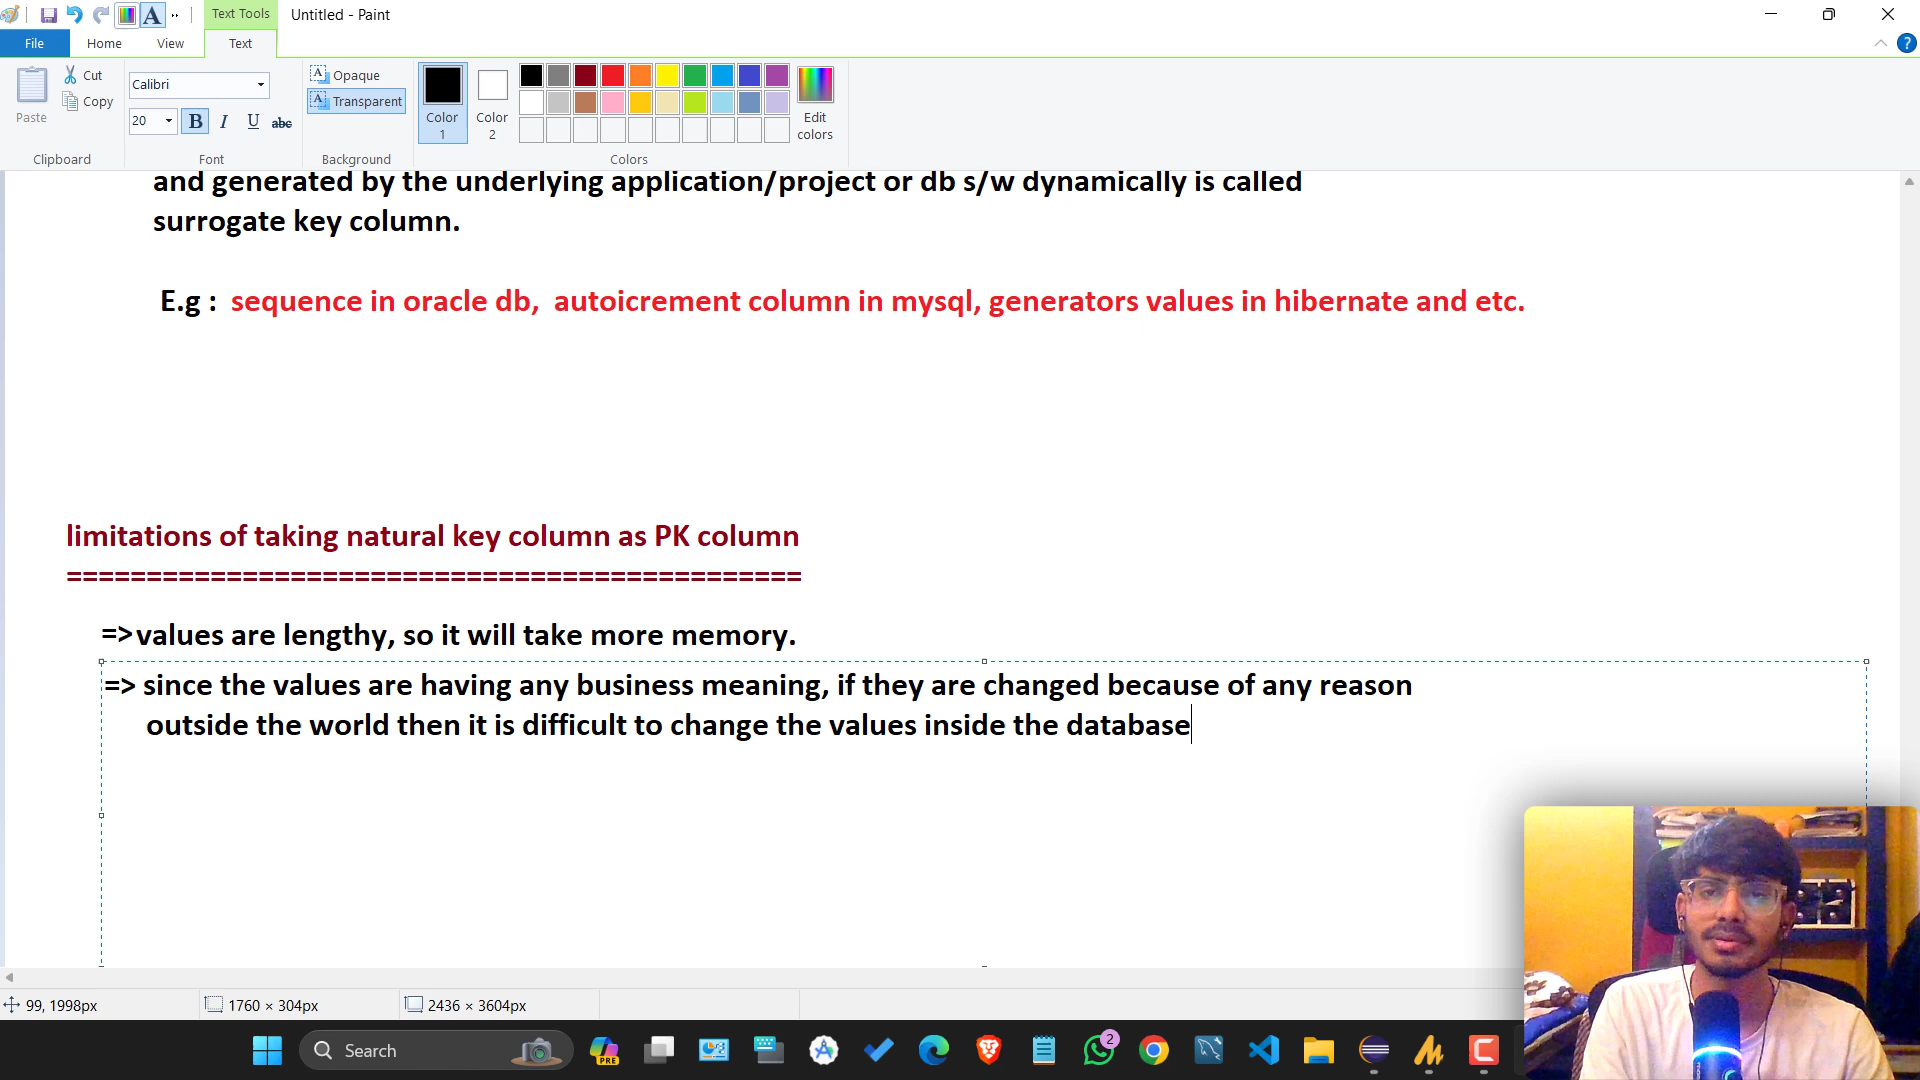 Text Tools
Untitled - Paint
File
Home
View
Text
?
Paste
Cut
Copy
Clipboard
Calibri
20
B
I
U
abc
Font
Opaque
Transparent
Background
Color
1
Color
2
Edit
colors
Colors
and generated by the underlying application/project or db s/w dynamically is called
surrogate key column.
E.g : sequence in oracle db, autoicrement column in mysql, generators values in hibernate and etc.
limitations of taking natural key column as PK column
==============================================
=>values are lengthy, so it will take more memory.
=> since the values are having any business meaning, if they are changed because of any reason
outside the world then it is difficult to change the values inside the database
99, 1998px
1760 × 304px
2436 × 3604px
Search
PRE
2